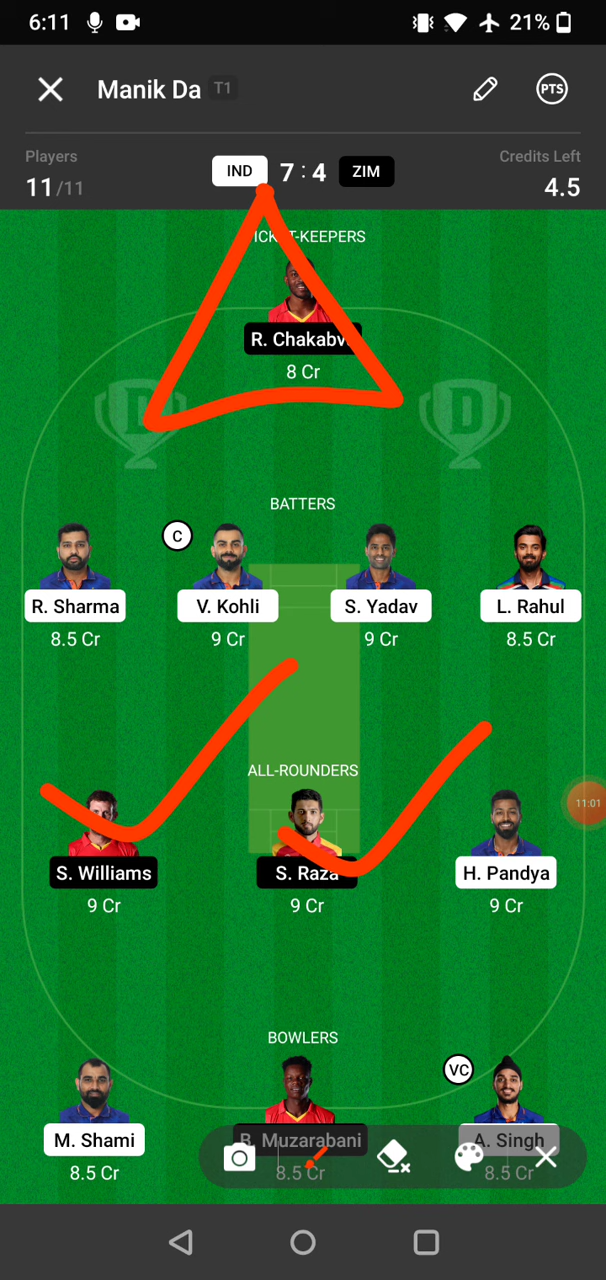 6:11 21%
Manik Da T1 PTS
Players Credits Left
11/11 IND 7 : 4 ZIM 4.5
-KEEPERS
R. Chakabv
8 Cr
D D
BATTERS
C
R. Sharma V. Kohli S. Yadav L. Rahul
8.5 Cr 9 Cr 9 Cr 8.5 Cr
ALL-ROUNDERS
11:01
S. Williams S. Raza H. Pandya
9 Cr 9 Cr 9 Cr
BOWLERS
VC
M. Shami B. Muzarabani A. Singh
8.5 Cr 8.5 Cr 8.5 Cr